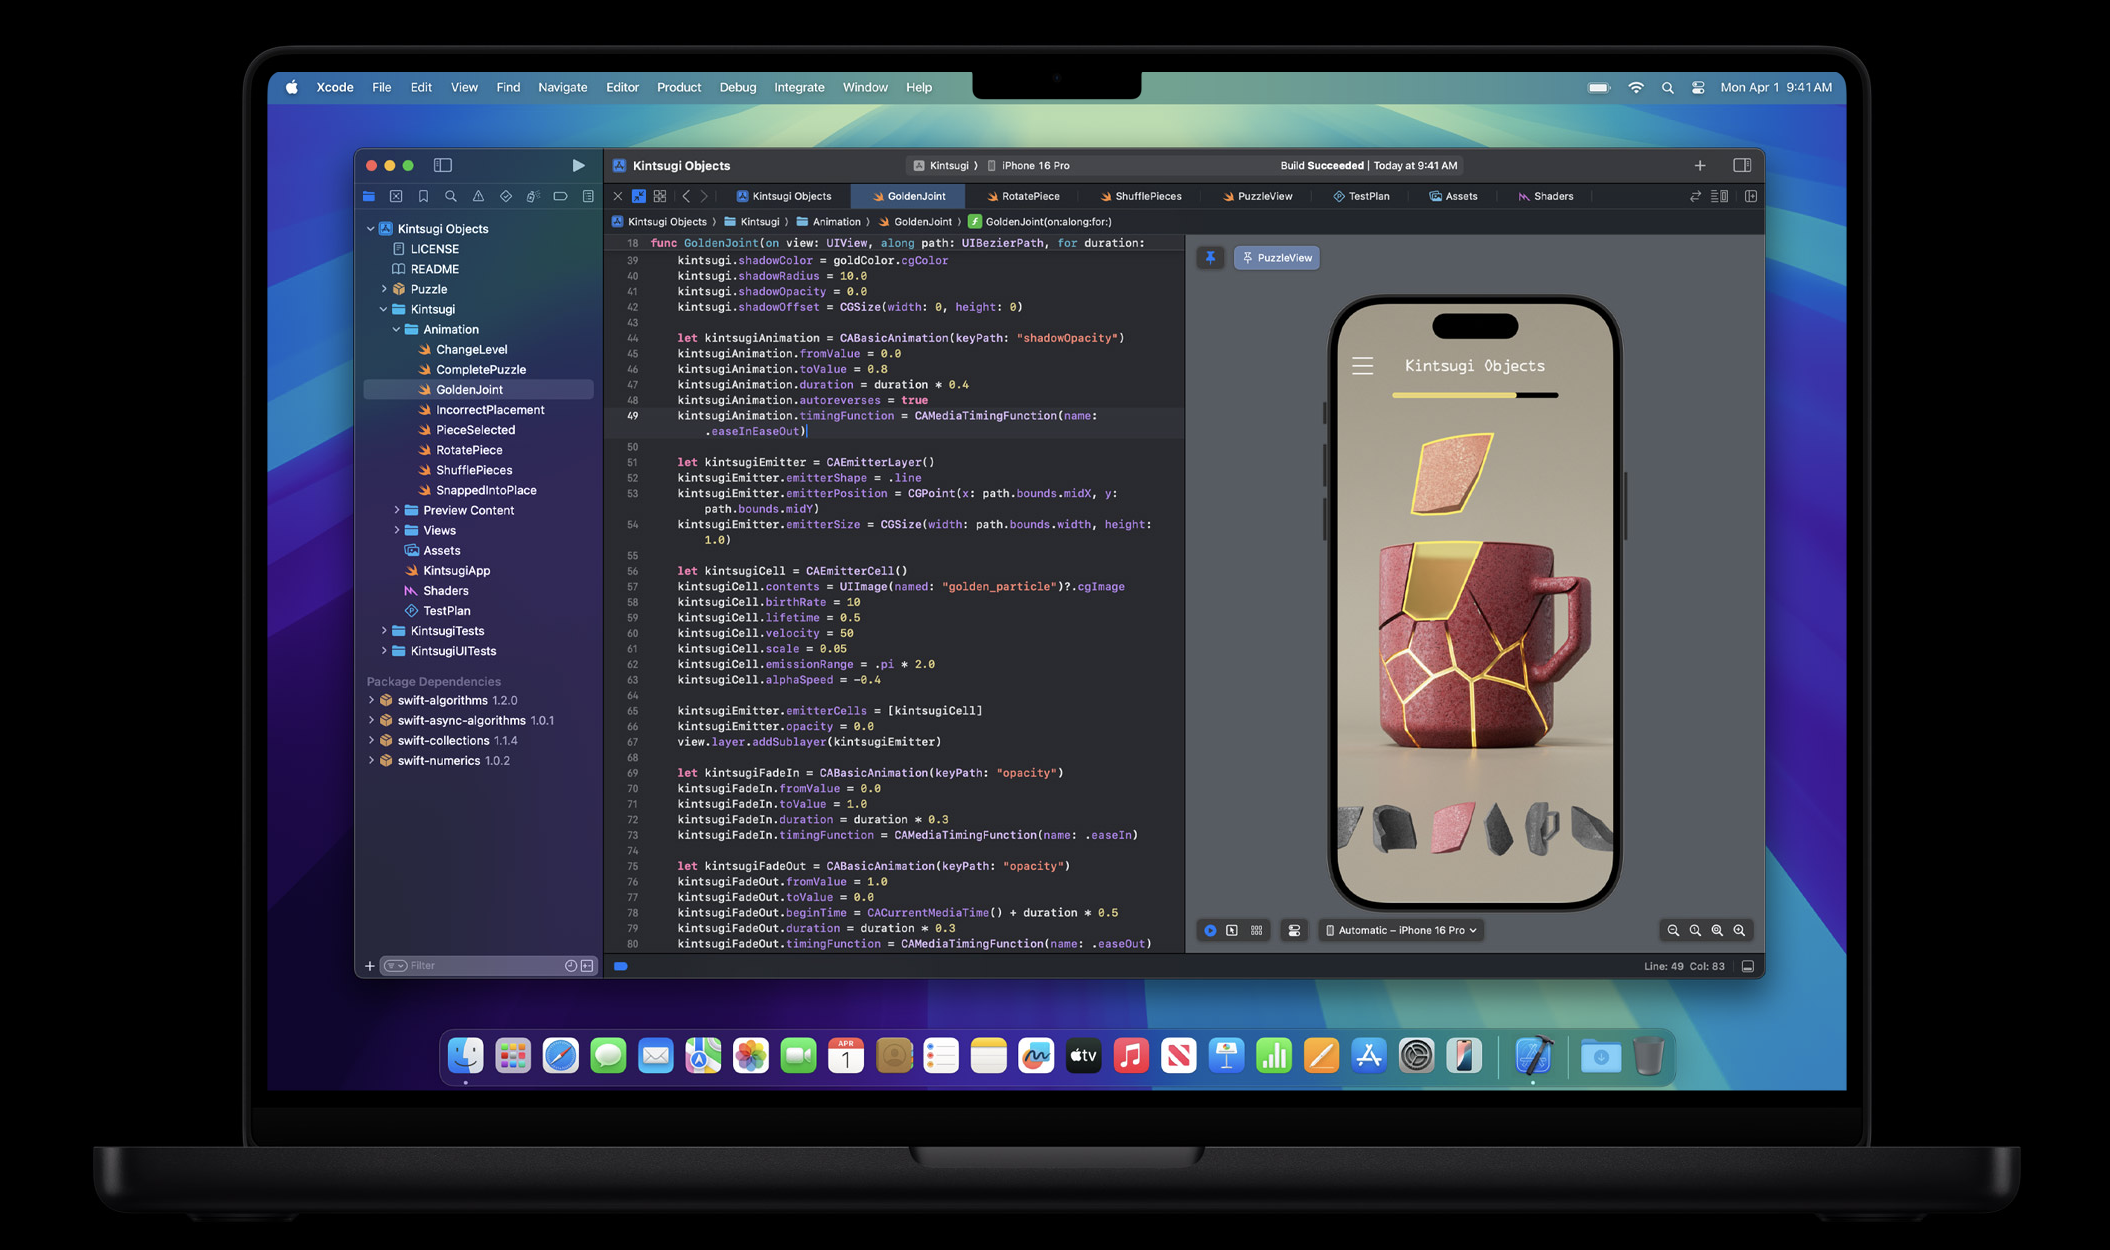 Xcode File Edit View Find Navigate Editor Product Debug Integrate Window Help
Mon Apr 1 9:41 AM
Kintsugi Objects
Kintsugi 〉 iPhone 16 Pro
Build Succeeded | Today at 9:41 AM
Kintsugi Objects GoldenJoint RotatePiece ShufflePieces PuzzleView TestPlan Assets Shaders
Kintsugi Objects 〉 Kintsugi 〉 Animation 〉 GoldenJoint 〉 GoldenJoint(on:along:for:)
Kintsugi Objects
LICENSE
README
Puzzle
Kintsugi
Animation
ChangeLevel
CompletePuzzle
GoldenJoint
IncorrectPlacement
PieceSelected
RotatePiece
ShufflePieces
SnappedIntoPlace
Preview Content
Views
Assets
KintsugiApp
Shaders
TestPlan
KintsugiTests
KintsugiUITests
Package Dependencies
swift-algorithms 1.2.0
swift-async-algorithms 1.0.1
swift-collections 1.1.4
swift-numerics 1.0.2
Filter
18 func GoldenJoint(on view: UIView, along path: UIBezierPath, for duration:
39 kintsugi.shadowColor = goldColor.cgColor
40 kintsugi.shadowRadius = 10.0
41 kintsugi.shadowOpacity = 0.0
42 kintsugi.shadowOffset = CGSize(width: 0, height: 0)
43
44 let kintsugiAnimation = CABasicAnimation(keyPath: "shadowOpacity")
45 kintsugiAnimation.fromValue = 0.0
46 kintsugiAnimation.toValue = 0.8
47 kintsugiAnimation.duration = duration * 0.4
48 kintsugiAnimation.autoreverses = true
49 kintsugiAnimation.timingFunction = CAMediaTimingFunction(name:
.easeInEaseOut)
50
51 let kintsugiEmitter = CAEmitterLayer()
52 kintsugiEmitter.emitterShape = .line
53 kintsugiEmitter.emitterPosition = CGPoint(x: path.bounds.midX, y:
path.bounds.midY)
54 kintsugiEmitter.emitterSize = CGSize(width: path.bounds.width, height:
1.0)
55
56 let kintsugiCell = CAEmitterCell()
57 kintsugiCell.contents = UIImage(named: "golden_particle")?.cgImage
58 kintsugiCell.birthRate = 10
59 kintsugiCell.lifetime = 0.5
60 kintsugiCell.velocity = 50
61 kintsugiCell.scale = 0.05
62 kintsugiCell.emissionRange = .pi * 2.0
63 kintsugiCell.alphaSpeed = -0.4
64
65 kintsugiEmitter.emitterCells = [kintsugiCell]
66 kintsugiEmitter.opacity = 0.0
67 view.layer.addSublayer(kintsugiEmitter)
68
69 let kintsugiFadeIn = CABasicAnimation(keyPath: "opacity")
70 kintsugiFadeIn.fromValue = 0.0
71 kintsugiFadeIn.toValue = 1.0
72 kintsugiFadeIn.duration = duration * 0.3
73 kintsugiFadeIn.timingFunction = CAMediaTimingFunction(name: .easeIn)
74
75 let kintsugiFadeOut = CABasicAnimation(keyPath: "opacity")
76 kintsugiFadeOut.fromValue = 1.0
77 kintsugiFadeOut.toValue = 0.0
78 kintsugiFadeOut.beginTime = CACurrentMediaTime() + duration * 0.5
79 kintsugiFadeOut.duration = duration * 0.3
80 kintsugiFadeOut.timingFunction = CAMediaTimingFunction(name: .easeOut)
PuzzleView
Kintsugi Objects
Automatic – iPhone 16 Pro
Line: 49 Col: 83
APR
1
tv